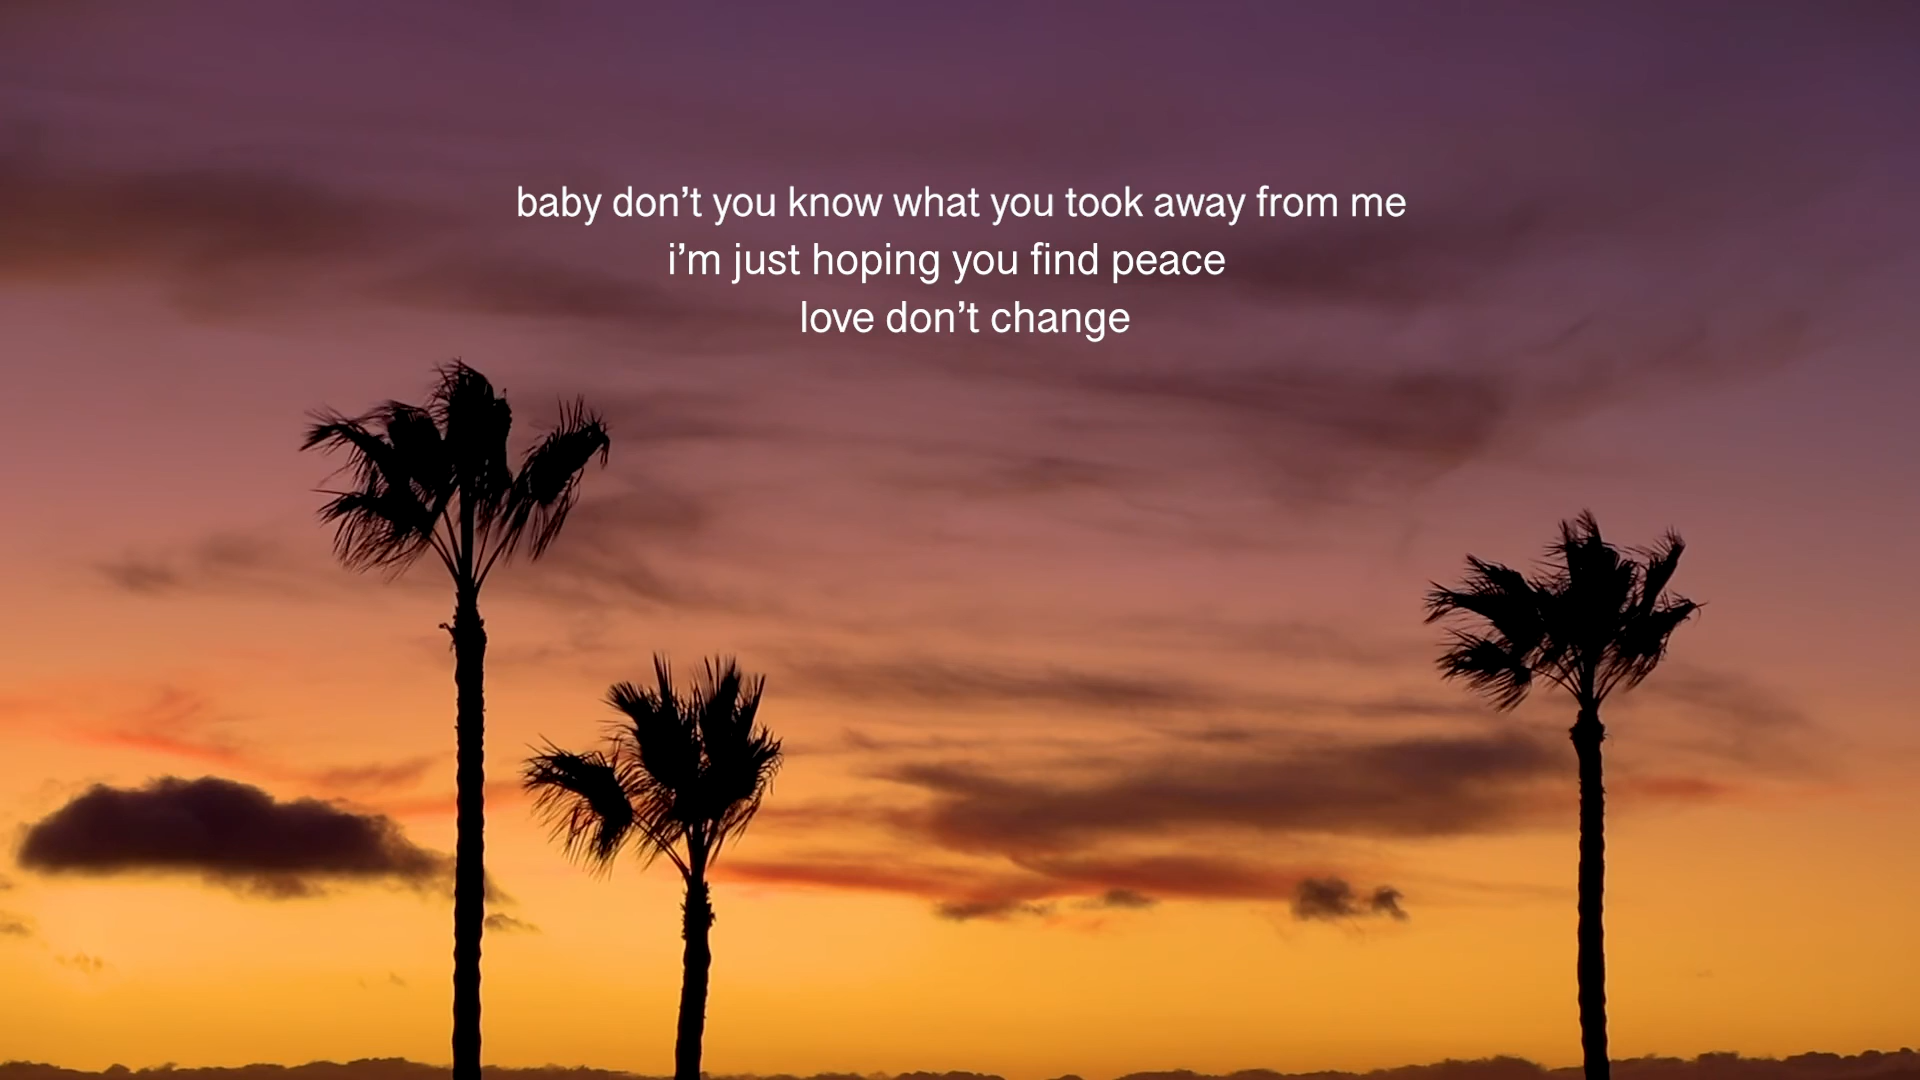 baby don’t you know what you took away from me
i’m just hoping you find peace
love don’t change